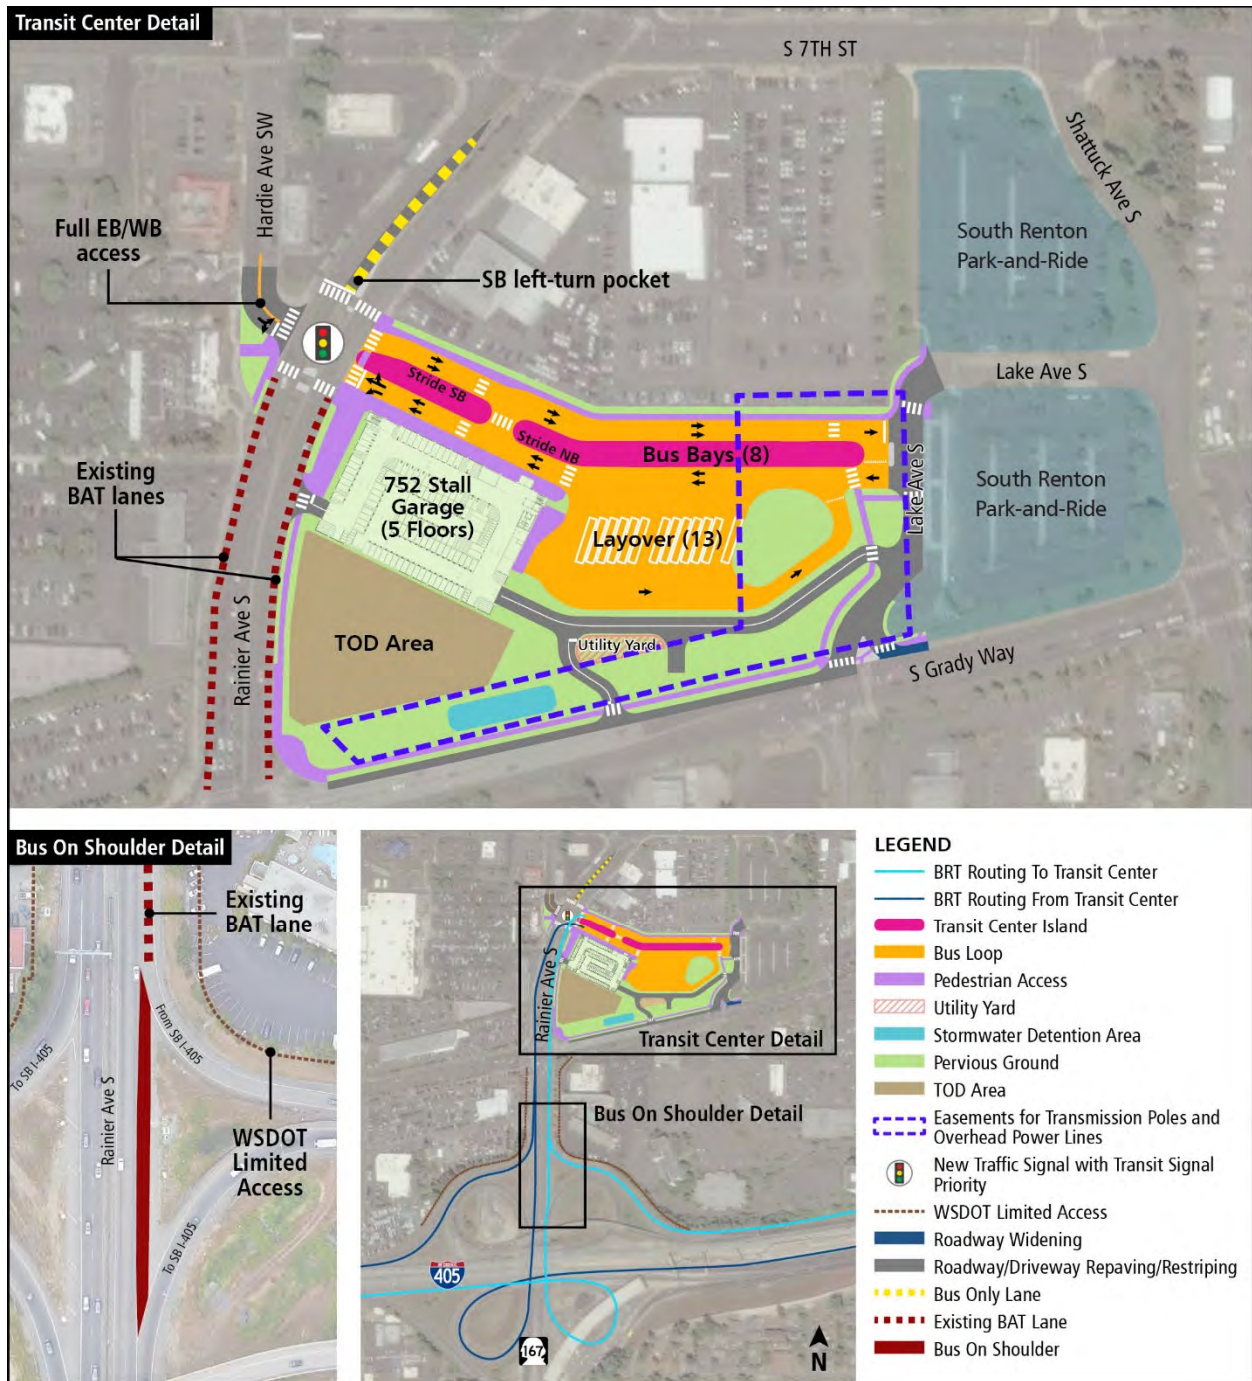 Transit Center Detail
S 7TH ST
Hardie Ave SW
Shattuck Ave S
Full EB/WB
access
SB left-turn pocket
South Renton
Park-and-Ride
Lake Ave S
Stride SB
Stride NB
Bus Bays (8)
Existing
BAT lanes
752 Stall
Garage
(5 Floors)
Layover (13)
Lake Ave S
South Renton
Park-and-Ride
Rainier Ave S
TOD Area
Utility Yard
S Grady Way
Bus On Shoulder Detail
Existing
BAT lane
To SB I-405
From SB I-405
Rainier Ave S
WSDOT
Limited
Access
To SB I-405
Rainier Ave S
Transit Center Detail
Bus On Shoulder Detail
405
167
N
LEGEND
BRT Routing To Transit Center
BRT Routing From Transit Center
Transit Center Island
Bus Loop
Pedestrian Access
Utility Yard
Stormwater Detention Area
Pervious Ground
TOD Area
Easements for Transmission Poles and
Overhead Power Lines
New Traffic Signal with Transit Signal
Priority
WSDOT Limited Access
Roadway Widening
Roadway/Driveway Repaving/Restriping
Bus Only Lane
Existing BAT Lane
Bus On Shoulder